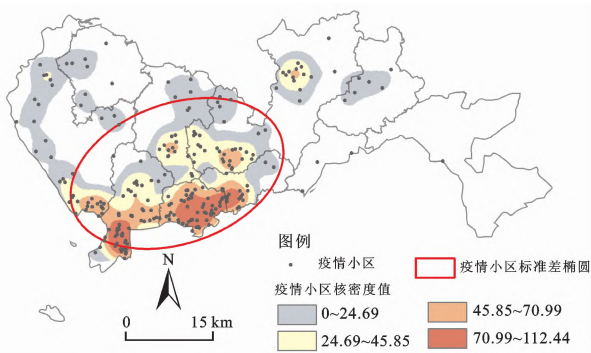 N
0 15 km
图例
疫情小区
疫情小区标准差椭圆
疫情小区核密度值
0~24.69
45.85~70.99
24.69~45.85
70.99~112.44